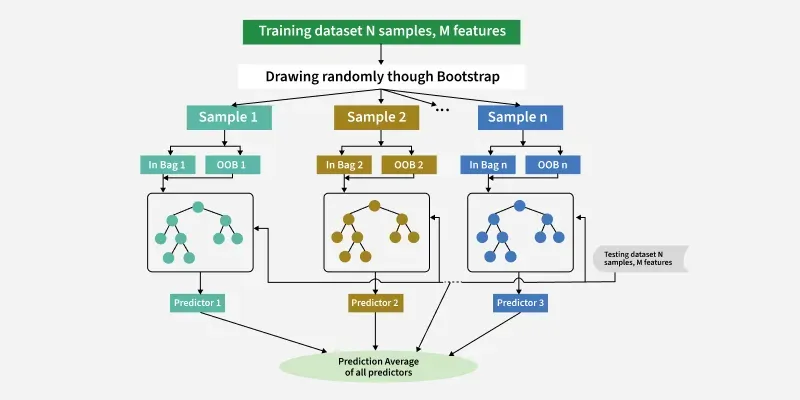 Training dataset N samples, M features
Drawing randomly though Bootstrap
Sample 1
Sample 2
...
Sample n
In Bag 1
OOB 1
In Bag 2
OOB 2
In Bag n
OOB n
Testing dataset N
samples, M features
Predictor 1
Predictor 2
Predictor 3
Prediction Average
of all predictors